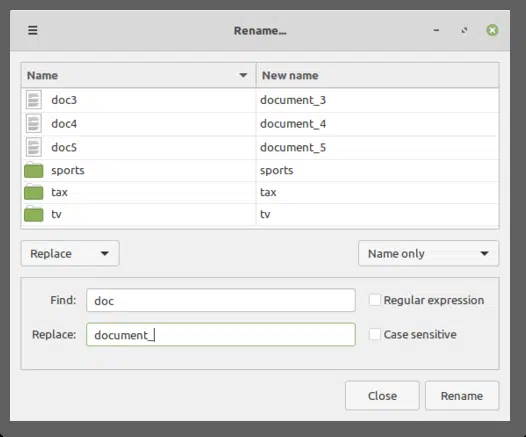 Rename...
Name New name
doc3 document_3
doc4 document_4
doc5 document_5
sports sports
tax tax
tv tv
Replace Name only
Find: doc Regular expression
Replace: document_ Case sensitive
Close Rename